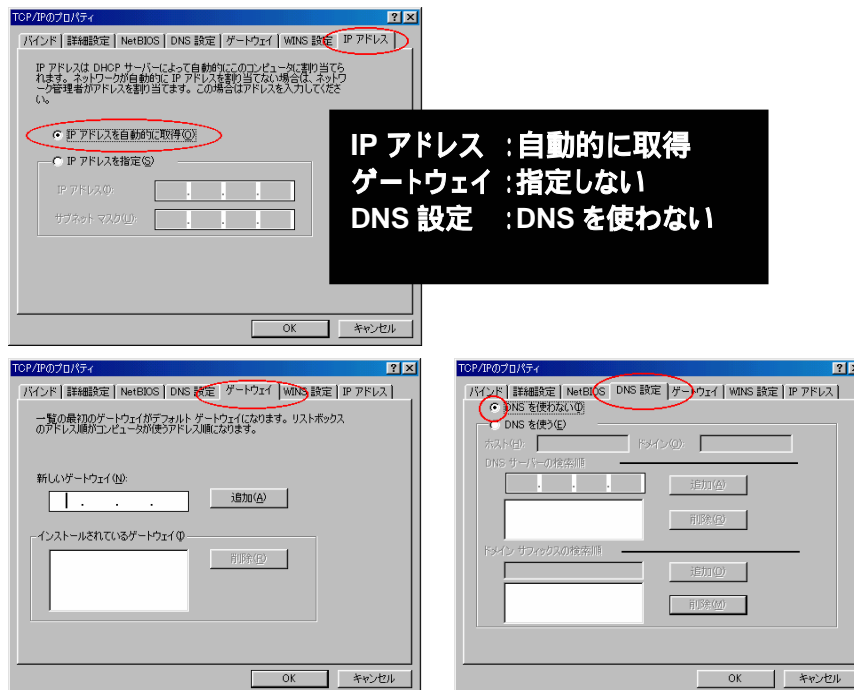 TCP/IPのプロパティ
バインド 詳細設定 NetBIOS DNS 設定 ゲートウェイ WINS 設定 IP アドレス
IP アドレスは DHCP サーバーによって自動的にこのコンピュータに割り当てら
れます。ネットワークが自動的に IP アドレスを割り当てない場合は、ネットワ
ーク管理者がアドレスを割り当てます。この場合はアドレスを入力してくださ
い。
IP アドレスを自動的に取得(O)
IP アドレスを指定(S)
IP アドレス(I):
サブネット マスク(U):
OK キャンセル
IP アドレス :自動的に取得
ゲートウェイ :指定しない
DNS 設定 :DNS を使わない
TCP/IPのプロパティ
バインド 詳細設定 NetBIOS DNS 設定 ゲートウェイ WINS 設定 IP アドレス
一覧の最初のゲートウェイがデフォルト ゲートウェイになります。リストボックス
のアドレス順がコンピュータが使うアドレス順になります。
新しいゲートウェイ(N):
追加(A)
インストールされているゲートウェイ(I)
削除(R)
OK キャンセル
TCP/IPのプロパティ
バインド 詳細設定 NetBIOS DNS 設定 ゲートウェイ WINS 設定 IP アドレス
DNS を使わない(I)
DNS を使う(E)
ホスト(H): ドメイン(O):
DNS サーバーの検索順
追加(A)
削除(R)
ドメイン サフィックスの検索順
追加(D)
削除(M)
OK キャンセル